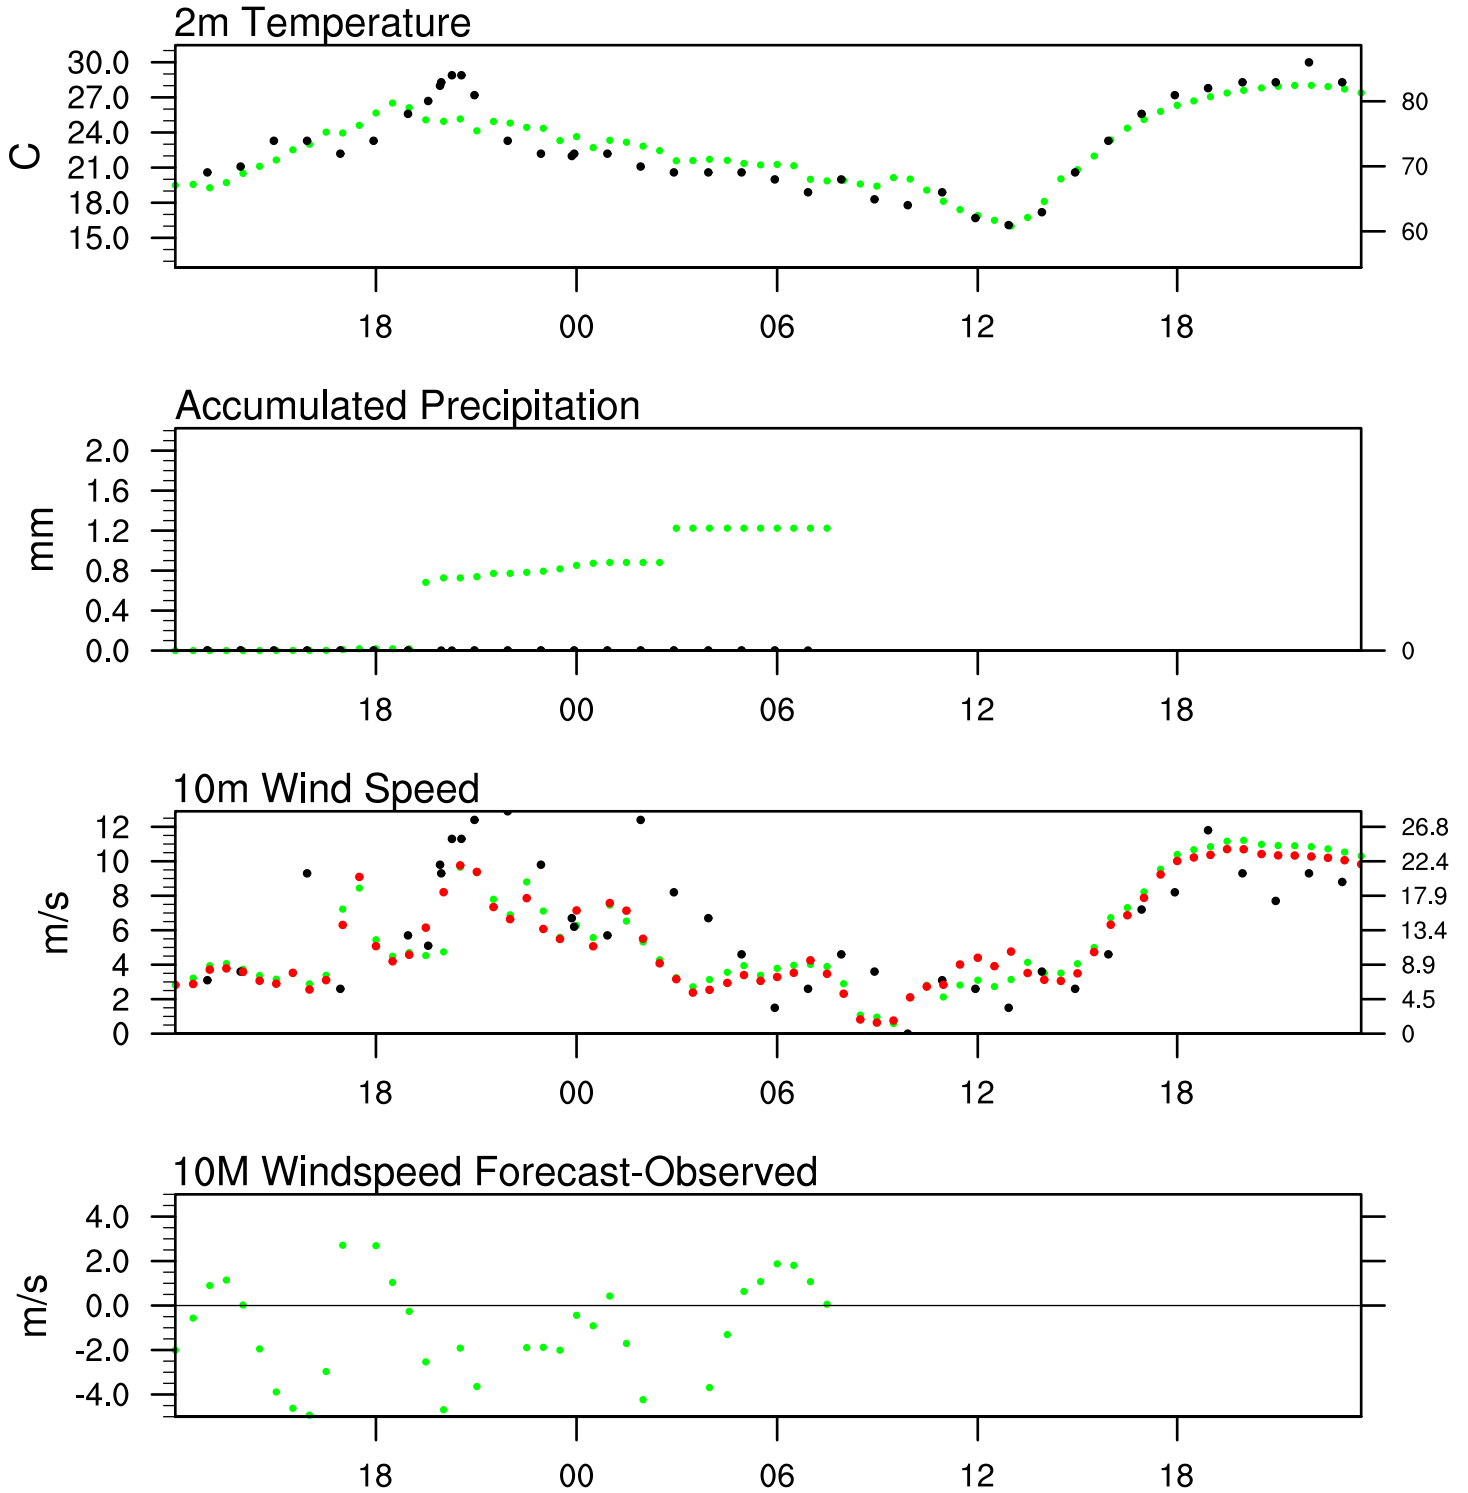 2m Temperature
30.0
27.0
24.0
21.0
18.0
15.0
C
80
70
60
18 00 06 12 18
Accumulated Precipitation
2.0
1.6
1.2
0.8
0.4
0.0
mm
0
18 00 06 12 18
10m Wind Speed
12
10
8
6
4
2
0
m/s
26.8
22.4
17.9
13.4
8.9
4.5
0
18 00 06 12 18
10M Windspeed Forecast-Observed
4.0
2.0
0.0
-2.0
-4.0
m/s
18 00 06 12 18